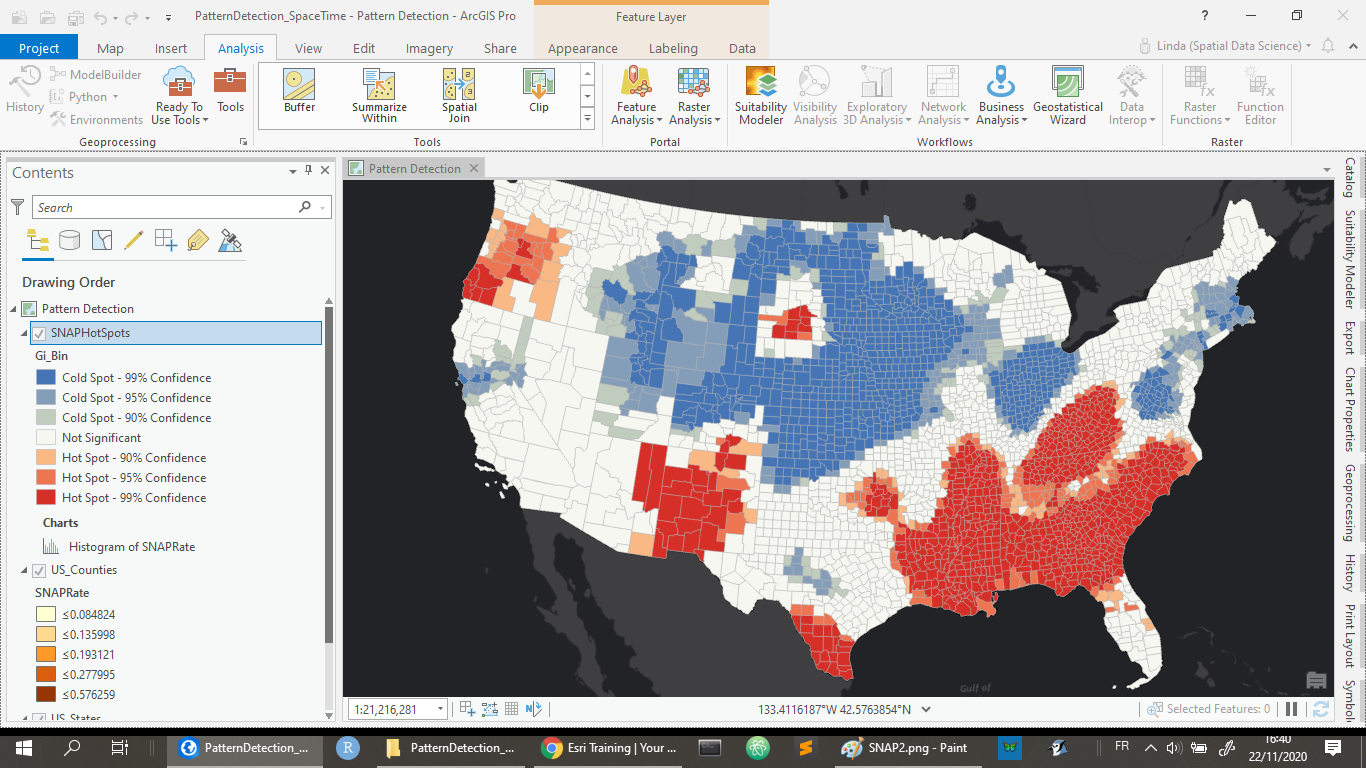 PatternDetection_SpaceTime - Pattern Detection - ArcGIS Pro
Feature Layer
?
Project Map Insert Analysis View Edit Imagery Share Appearance Labeling Data
Linda (Spatial Data Science)
History
ModelBuilder
Python
Environments
Ready To Use Tools
Tools
Geoprocessing
Buffer
Summarize Within
Spatial Join
Clip
Tools
Feature Analysis
Raster Analysis
Portal
Suitability Modeler
Visibility Analysis
Exploratory 3D Analysis
Network Analysis
Business Analysis
Geostatistical Wizard
Data Interop
Workflows
Raster Functions
Function Editor
Raster
Contents
Search
Drawing Order
Pattern Detection
SNAPHotSpots
Gi_Bin
Cold Spot - 99% Confidence
Cold Spot - 95% Confidence
Cold Spot - 90% Confidence
Not Significant
Hot Spot - 90% Confidence
Hot Spot - 95% Confidence
Hot Spot - 99% Confidence
Charts
Histogram of SNAPRate
US_Counties
SNAPRate
≤0.084824
≤0.135998
≤0.193121
≤0.277995
≤0.576259
US_States
Pattern Detection
Gulf of
1:21,216,281
133.4116187°W 42.5763854°N
Selected Features: 0
Catalog
Suitability Modeler
Export
Chart Properties
Geoprocessing
History
Print Layout
Symbol
PatternDetection_...
R
PatternDetection_...
Esri Training | Your ...
SNAP2.png - Paint
FR
16:40
22/11/2020